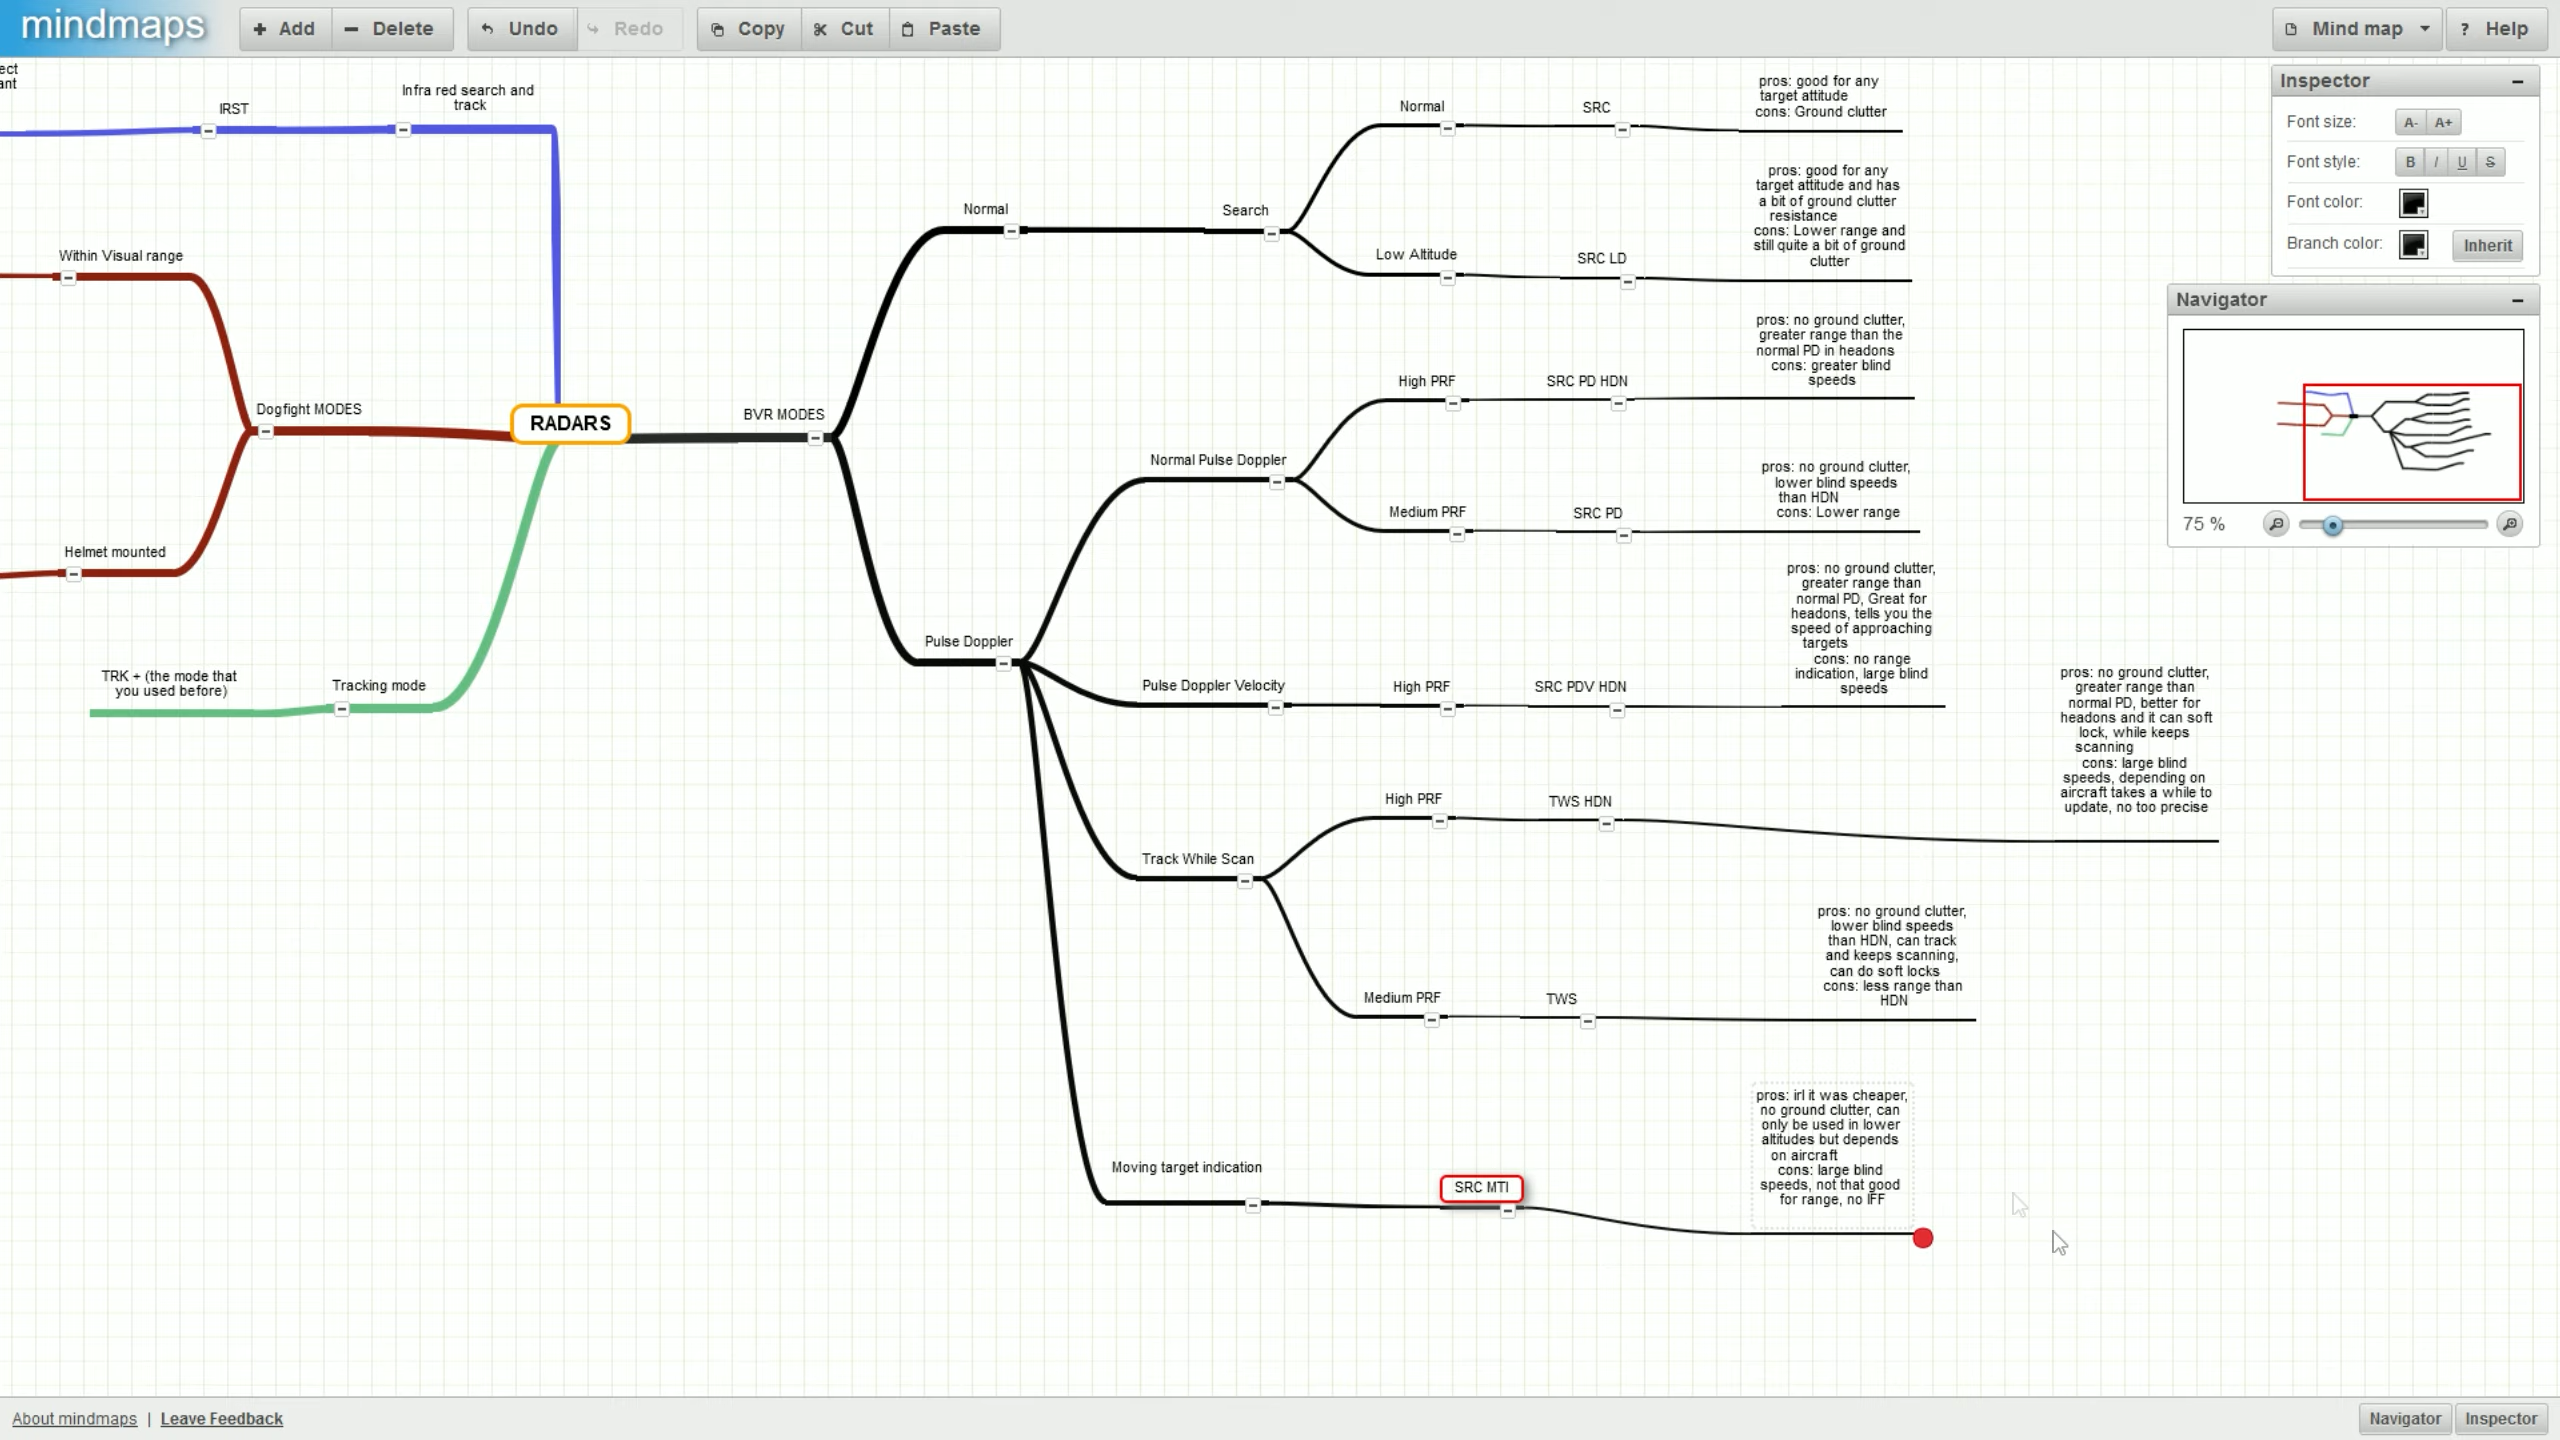 mindmaps
Add
Delete
Undo
Redo
Copy
Cut
Paste
Mind map
? Help
ect
ant
IRST
Infra red search and
track
Within Visual range
Dogfight MODES
Helmet mounted
TRK + (the mode that
you used before)
Tracking mode
RADARS
BVR MODES
Normal
Search
Normal
SRC
pros: good for any
target attitude
cons: Ground clutter
Low Altitude
SRC LD
pros: good for any
target attitude and has
a bit of ground clutter
resistance
cons: Lower range and
still quite a bit of ground
clutter
Pulse Doppler
Normal Pulse Doppler
High PRF
SRC PD HDN
pros: no ground clutter,
greater range than the
normal PD in headons
cons: greater blind
speeds
Medium PRF
SRC PD
pros: no ground clutter,
lower blind speeds
than HDN
cons: Lower range
Pulse Doppler Velocity
High PRF
SRC PDV HDN
pros: no ground clutter,
greater range than
normal PD, Great for
headons, tells you the
speed of approaching
targets
cons: no range
indication, large blind
speeds
Track While Scan
High PRF
TWS HDN
pros: no ground clutter,
greater range than
normal PD, better for
headons and it can soft
lock, while keeps
scanning
cons: large blind
speeds, depending on
aircraft takes a while to
update, no too precise
Medium PRF
TWS
pros: no ground clutter,
lower blind speeds
than HDN, can track
and keeps scanning,
can do soft locks
cons: less range than
HDN
Moving target indication
SRC MTI
pros: irl it was cheaper,
no ground clutter, can
only be used in lower
altitudes but depends
on aircraft
cons: large blind
speeds, not that good
for range, no IFF
Inspector
Font size:
A-
A+
Font style:
B
I
U
S
Font color:
Branch color:
Inherit
Navigator
75 %
About mindmaps | Leave Feedback
Navigator
Inspector